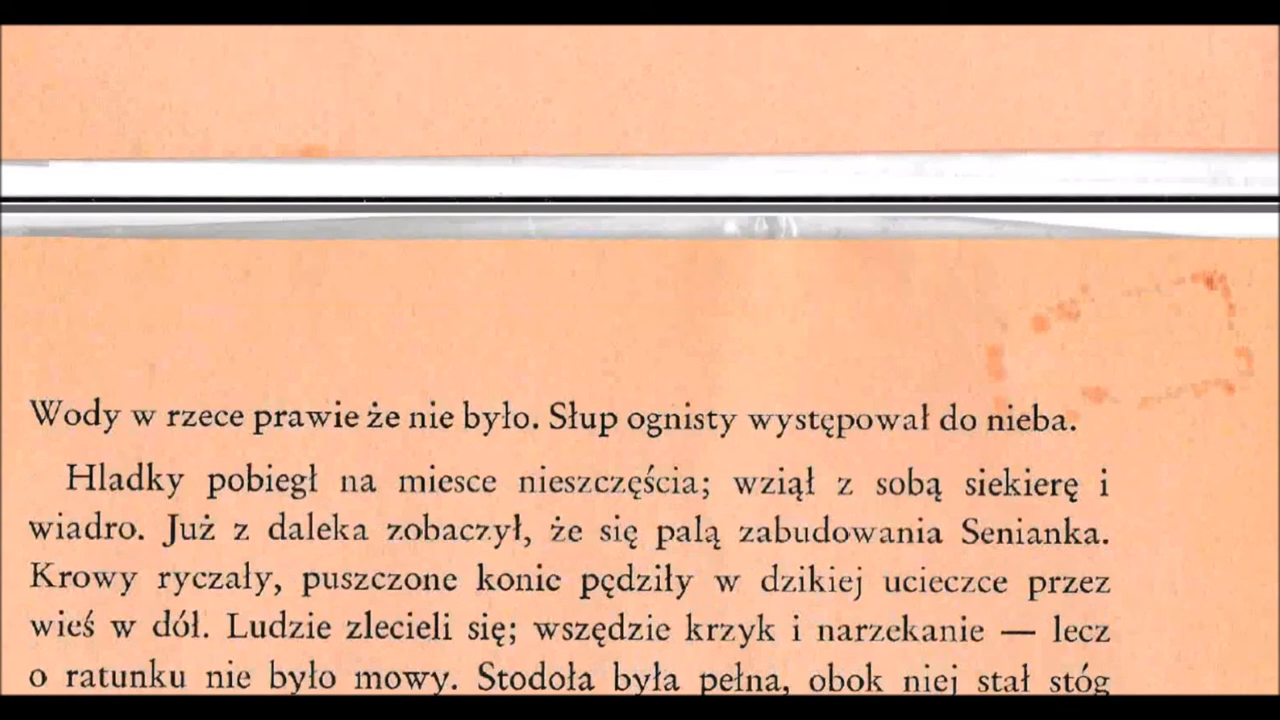 Wody w rzece prawie że nie było. Słup ognisty występował do nieba.
Hladky pobiegł na miesce nieszczęścia; wziął z sobą siekierę i
wiadro. Już z daleka zobaczył, że się palą zabudowania Senianka.
Krowy ryczały, puszczone konie pędziły w dzikiej ucieczce przez
wieś w dół. Ludzie zlecieli się; wszędzie krzyk i narzekanie — lecz
o ratunku nie było mowy. Stodoła była pełna, obok niej stał stóg